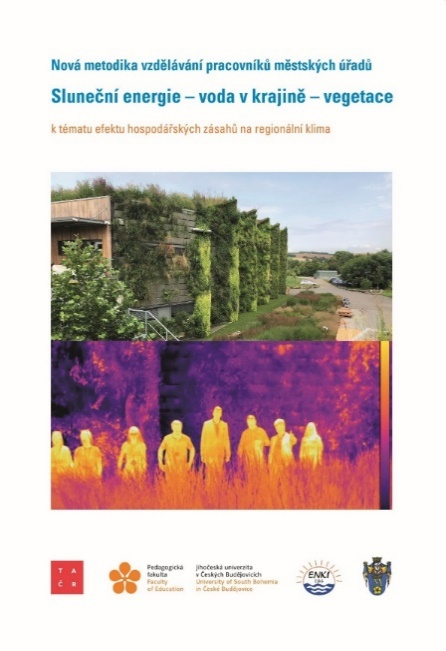 Nová metodika vzdělávání pracovníků městských úřadů
Sluneční energie – voda v krajině – vegetace
k tématu efektu hospodářských zásahů na regionální klima
T A
Č R
Pedagogická
fakulta
Faculty
of Education
Jihočeská univerzita
v Českých Budějovicích
University of South Bohemia
in České Budějovice
ENKI